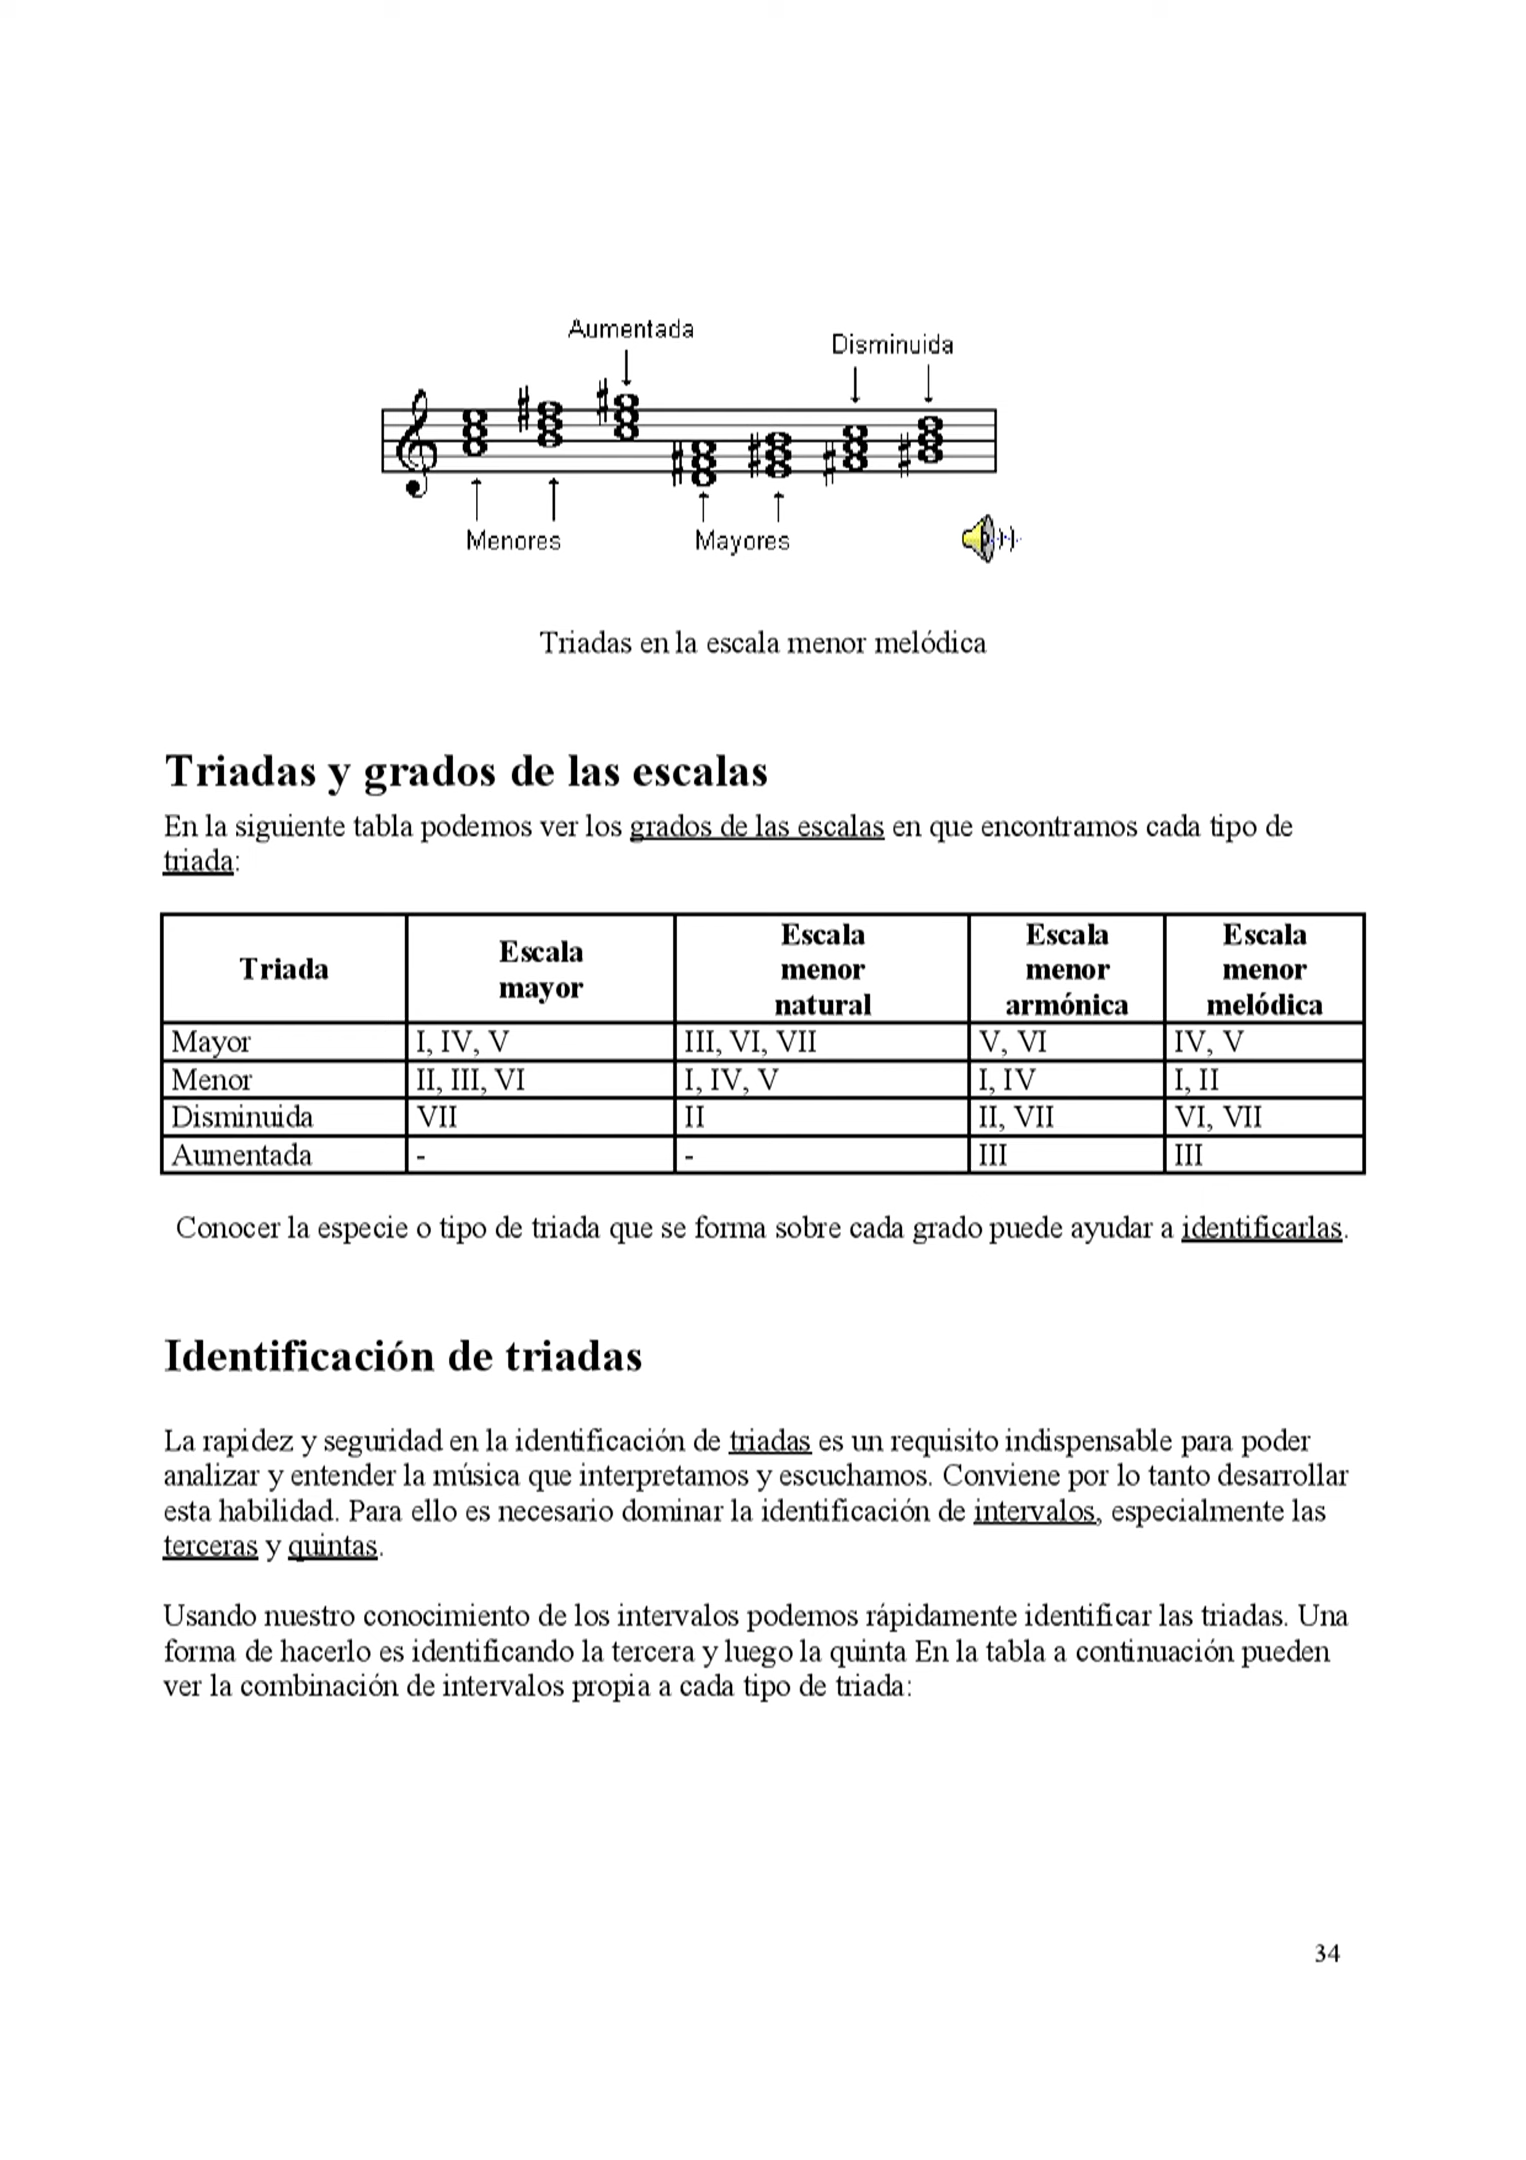 Aumentada
Disminuida
Menores
Mayores
Triadas en la escala menor melódica
Triadas y grados de las escalas
En la siguiente tabla podemos ver los grados de las escalas en que encontramos cada tipo de
triada:
Triada
Escala
mayor
Escala
menor
natural
Escala
menor
armónica
Escala
menor
melódica
Mayor I, IV, V III, VI, VII V, VI IV, V
Menor II, III, VI I, IV, V I, IV I, II
Disminuida VII II II, VII VI, VII
Aumentada - - III III
Conocer la especie o tipo de triada que se forma sobre cada grado puede ayudar a identificarlas.
Identificación de triadas
La rapidez y seguridad en la identificación de triadas es un requisito indispensable para poder
analizar y entender la música que interpretamos y escuchamos. Conviene por lo tanto desarrollar
esta habilidad. Para ello es necesario dominar la identificación de intervalos, especialmente las
terceras y quintas.
Usando nuestro conocimiento de los intervalos podemos rápidamente identificar las triadas. Una
forma de hacerlo es identificando la tercera y luego la quinta En la tabla a continuación pueden
ver la combinación de intervalos propia a cada tipo de triada:
34